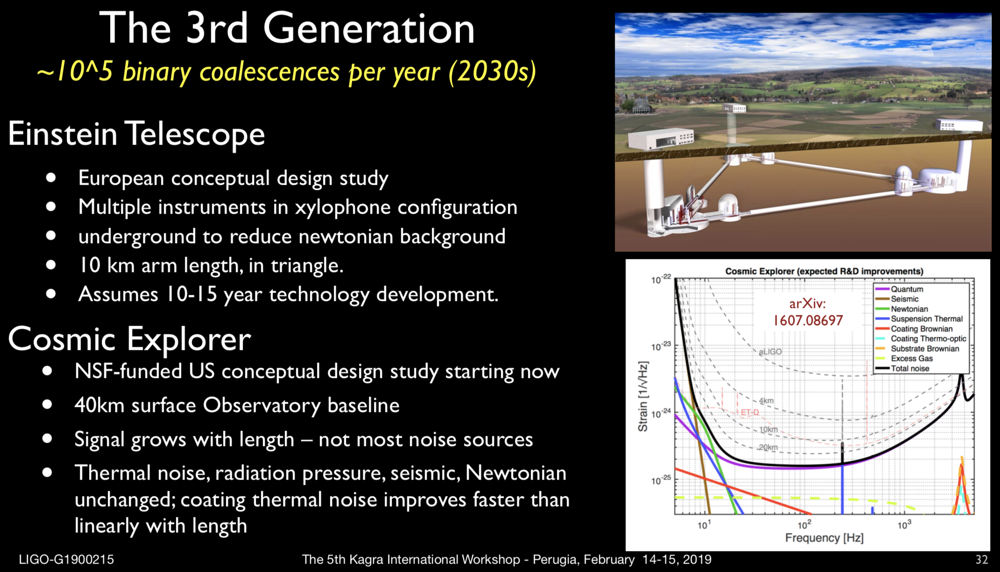 The 3rd Generation
~10^5 binary coalescences per year (2030s)
Einstein Telescope
● European conceptual design study
● Multiple instruments in xylophone configuration
● underground to reduce newtonian background
● 10 km arm length, in triangle.
● Assumes 10-15 year technology development.
Cosmic Explorer
● NSF-funded US conceptual design study starting now
● 40km surface Observatory baseline
● Signal grows with length – not most noise sources
● Thermal noise, radiation pressure, seismic, Newtonian
unchanged; coating thermal noise improves faster than
linearly with length
Cosmic Explorer (expected R&D improvements)
10^-22
10^-23
10^-24
10^-25
Strain [1/√Hz]
arXiv:
1607.08697
Quantum
Seismic
Newtonian
Suspension Thermal
Coating Brownian
Coating Thermo-optic
Substrate Brownian
Excess Gas
Total noise
aLIGO
4km
ET-D
10km
20km
10^1
10^2
10^3
Frequency [Hz]
LIGO-G1900215
The 5th Kagra International Workshop - Perugia, February 14-15, 2019
32